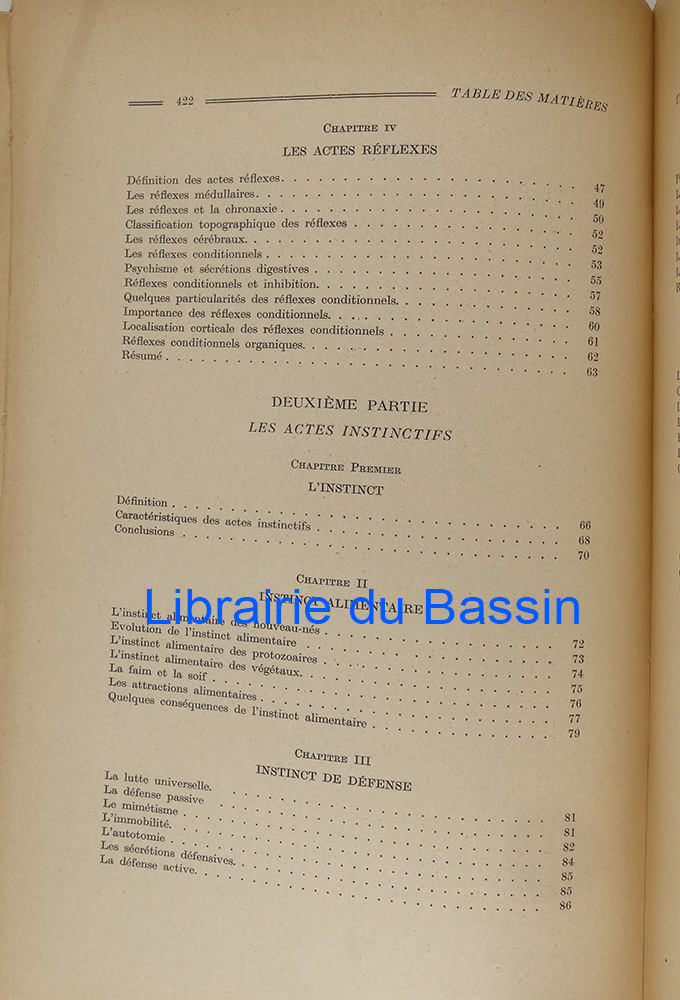 422 TABLE DES MATIÈRES
CHAPITRE IV
LES ACTES RÉFLEXES
Définition des actes réflexes. 47
Les réflexes médullaires. 49
Les réflexes et la chronaxie. 50
Classification topographique des réflexes 52
Les réflexes cérébraux. 52
Les réflexes conditionnels 53
Psychisme et sécrétions digestives 55
Réflexes conditionnels et inhibition. 57
Quelques particularités des réflexes conditionnels. 58
Importance des réflexes conditionnels. 60
Localisation corticale des réflexes conditionnels 61
Réflexes conditionnels organiques. 62
Résumé 63
DEUXIÈME PARTIE
LES ACTES INSTINCTIFS
CHAPITRE PREMIER
L'INSTINCT
Définition 66
Caractéristiques des actes instinctifs 68
Conclusions 70
CHAPITRE II
INSTINCT ALIMENTAIRE
Librairie du Bassin
L'instinct alimentaire des nouveau-nés 72
Evolution de l'instinct alimentaire 73
L'instinct alimentaire des protozoaires 74
L'instinct alimentaire des végétaux. 75
La faim et la soif 76
Les attractions alimentaires 77
Quelques conséquences de l'instinct alimentaire 79
CHAPITRE III
INSTINCT DE DÉFENSE
La lutte universelle. 81
La défense passive 81
Le mimétisme 82
L'immobilité. 84
L'autotomie 85
Les sécrétions défensives. 85
La défense active. 86